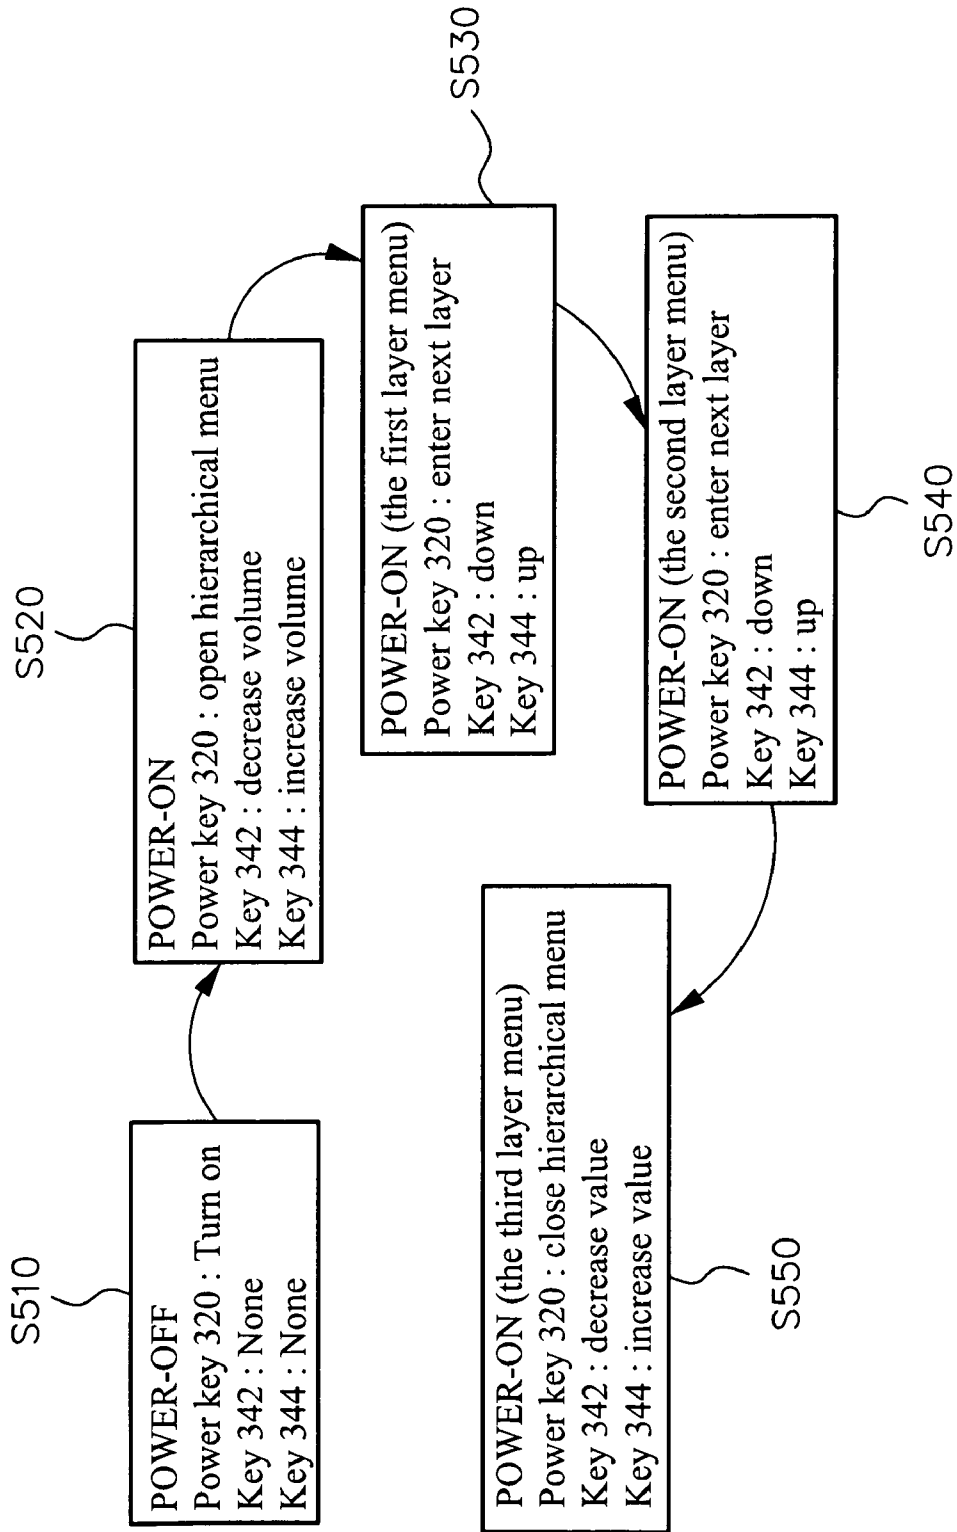 S510
POWER-OFF
Power key 320 : Turn on
Key 342 : None
Key 344 : None
S520
POWER-ON
Power key 320 : open hierarchical menu
Key 342 : decrease volume
Key 344 : increase volume
S530
POWER-ON (the first layer menu)
Power key 320 : enter next layer
Key 342 : down
Key 344 : up
POWER-ON (the second layer menu)
Power key 320 : enter next layer
Key 342 : down
Key 344 : up
S540
POWER-ON (the third layer menu)
Power key 320 : close hierarchical menu
Key 342 : decrease value
Key 344 : increase value
S550